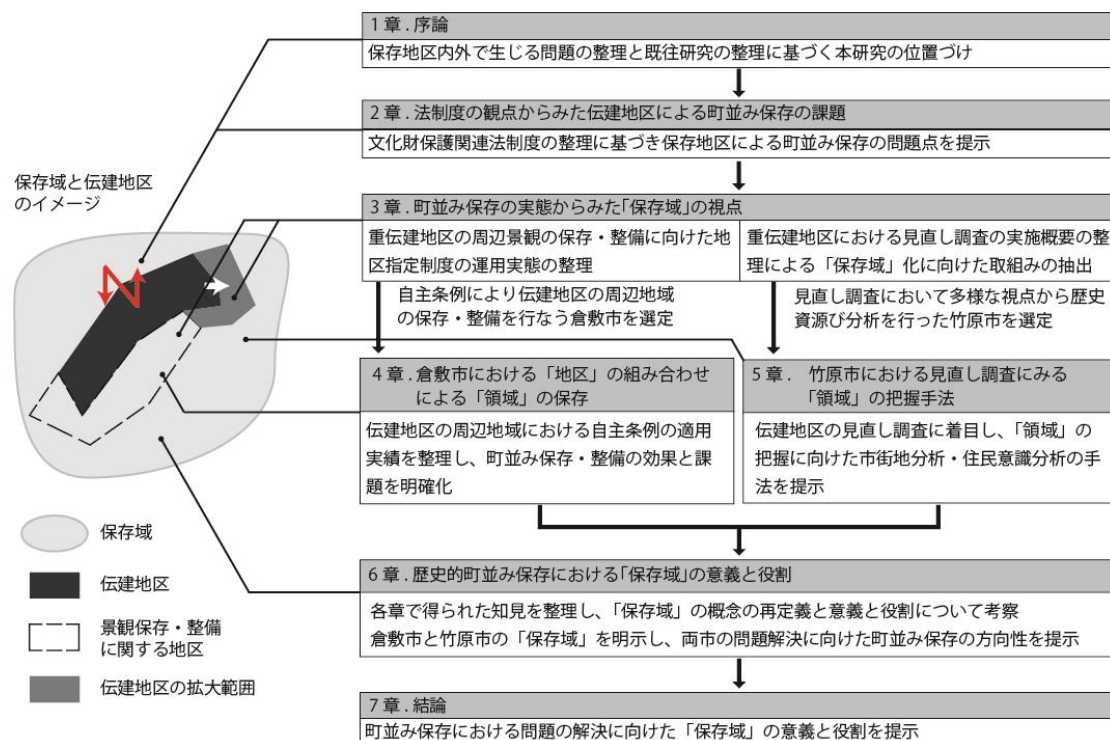 1章. 序論
保存地区内外で生じる問題の整理と既往研究の整理に基づく本研究の位置づけ
2章. 法制度の観点からみた伝建地区による町並み保存の課題
文化財保護関連法制度の整理に基づき保存地区による町並み保存の問題点を提示
保存域と伝建地区
のイメージ
3章. 町並み保存の実態からみた「保存域」の視点
重伝建地区の周辺景観の保存・整備に向けた地
区指定制度の運用実態の整理
重伝建地区における見直し調査の実施概要の整
理による「保存域」化に向けた取組みの抽出
自主条例により伝建地区の周辺地域
の保存・整備を行なう倉敷市を選定
見直し調査において多様な視点から歴史
資源び分析を行った竹原市を選定
4章. 倉敷市における「地区」の組み合わせ
による「領域」の保存
伝建地区の周辺地域における自主条例の適用
実績を整理し、町並み保存・整備の効果と課
題を明確化
5章. 竹原市における見直し調査にみる
「領域」の把握手法
伝建地区の見直し調査に着目し、「領域」の
把握に向けた市街地分析・住民意識分析の手
法を提示
6章. 歴史的町並み保存における「保存域」の意義と役割
各章で得られた知見を整理し、「保存域」の概念の再定義と意義と役割について考察
倉敷市と竹原市の「保存域」を明示し、両市の問題解決に向けた町並み保存の方向性を提示
7章. 結論
町並み保存における問題の解決に向けた「保存域」の意義と役割を提示
保存域
伝建地区
景観保存・整備
に関する地区
伝建地区の拡大範囲